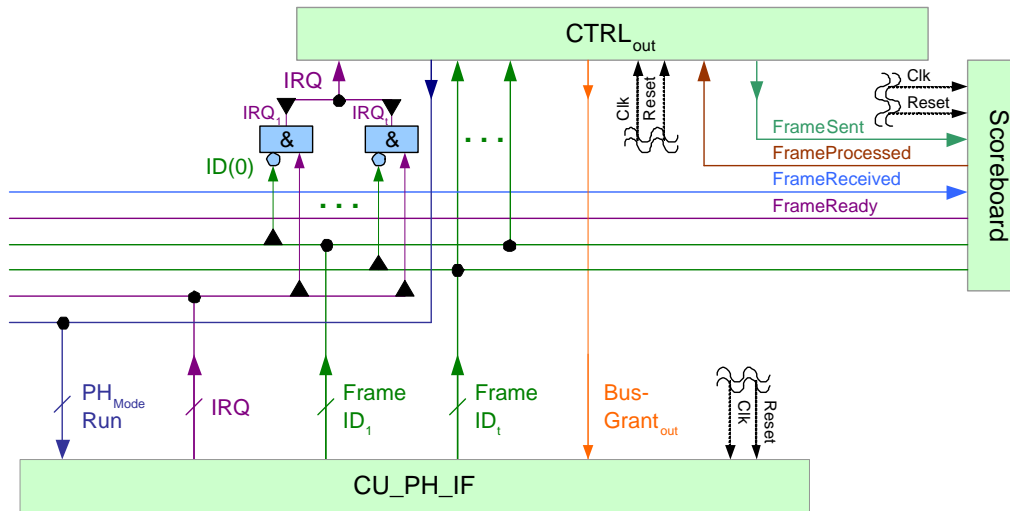 CTRLout
IRQ
IRQ1
IRQt
&
&
ID(0)
Clk
Reset
Clk
Reset
Scoreboard
FrameSent
FrameProcessed
FrameReceived
FrameReady
. . .
. . .
PHMode
Run
IRQ
Frame
ID1
Frame
IDt
Bus-
Grantout
Clk
Reset
CU_PH_IF